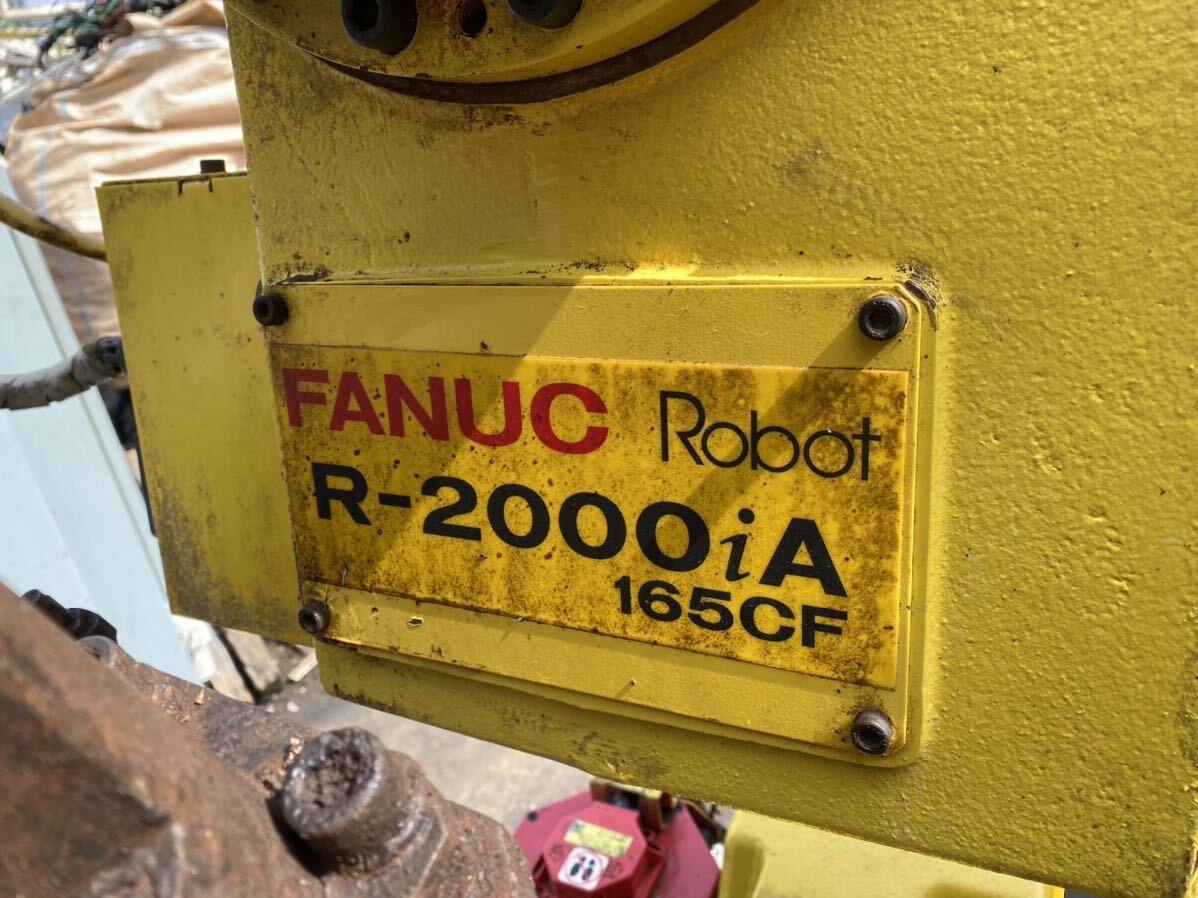 FANUC Robot
R-2000iA
165CF